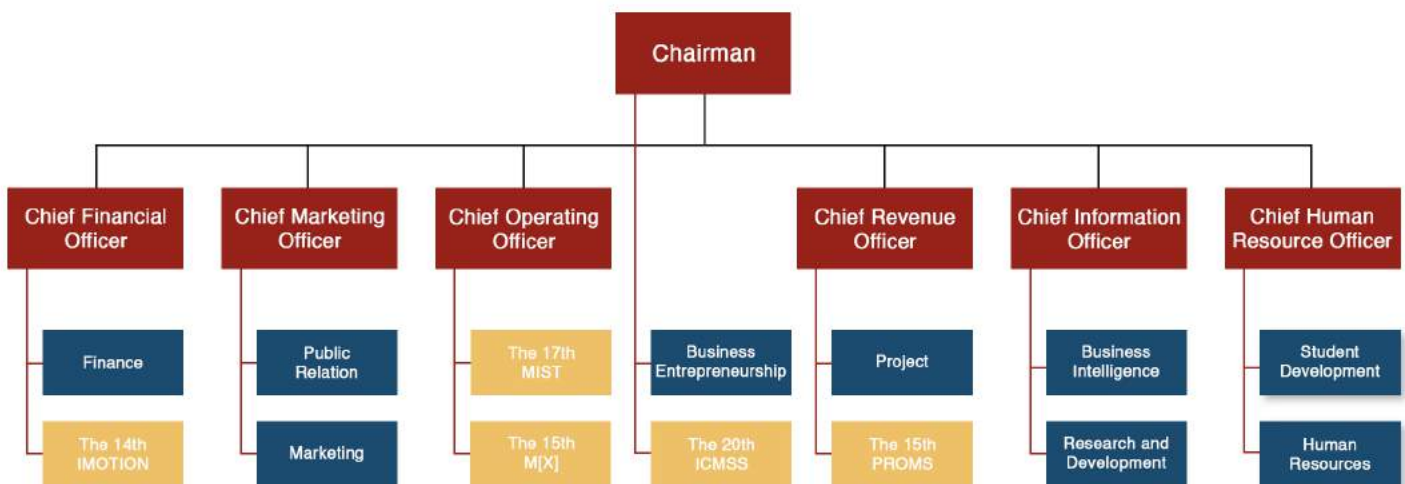 Chairman
Chief Financial
Officer
Chief Marketing
Officer
Chief Operating
Officer
Chief Revenue
Officer
Chief Information
Officer
Chief Human
Resource Officer
Finance
Public
Relation
The 17th
MIST
Business
Entrepreneurship
Project
Business
Intelligence
Student
Development
The 14th
IMOTION
Marketing
The 15th
M[X]
The 20th
ICMSS
The 15th
PROMS
Research and
Development
Human
Resources